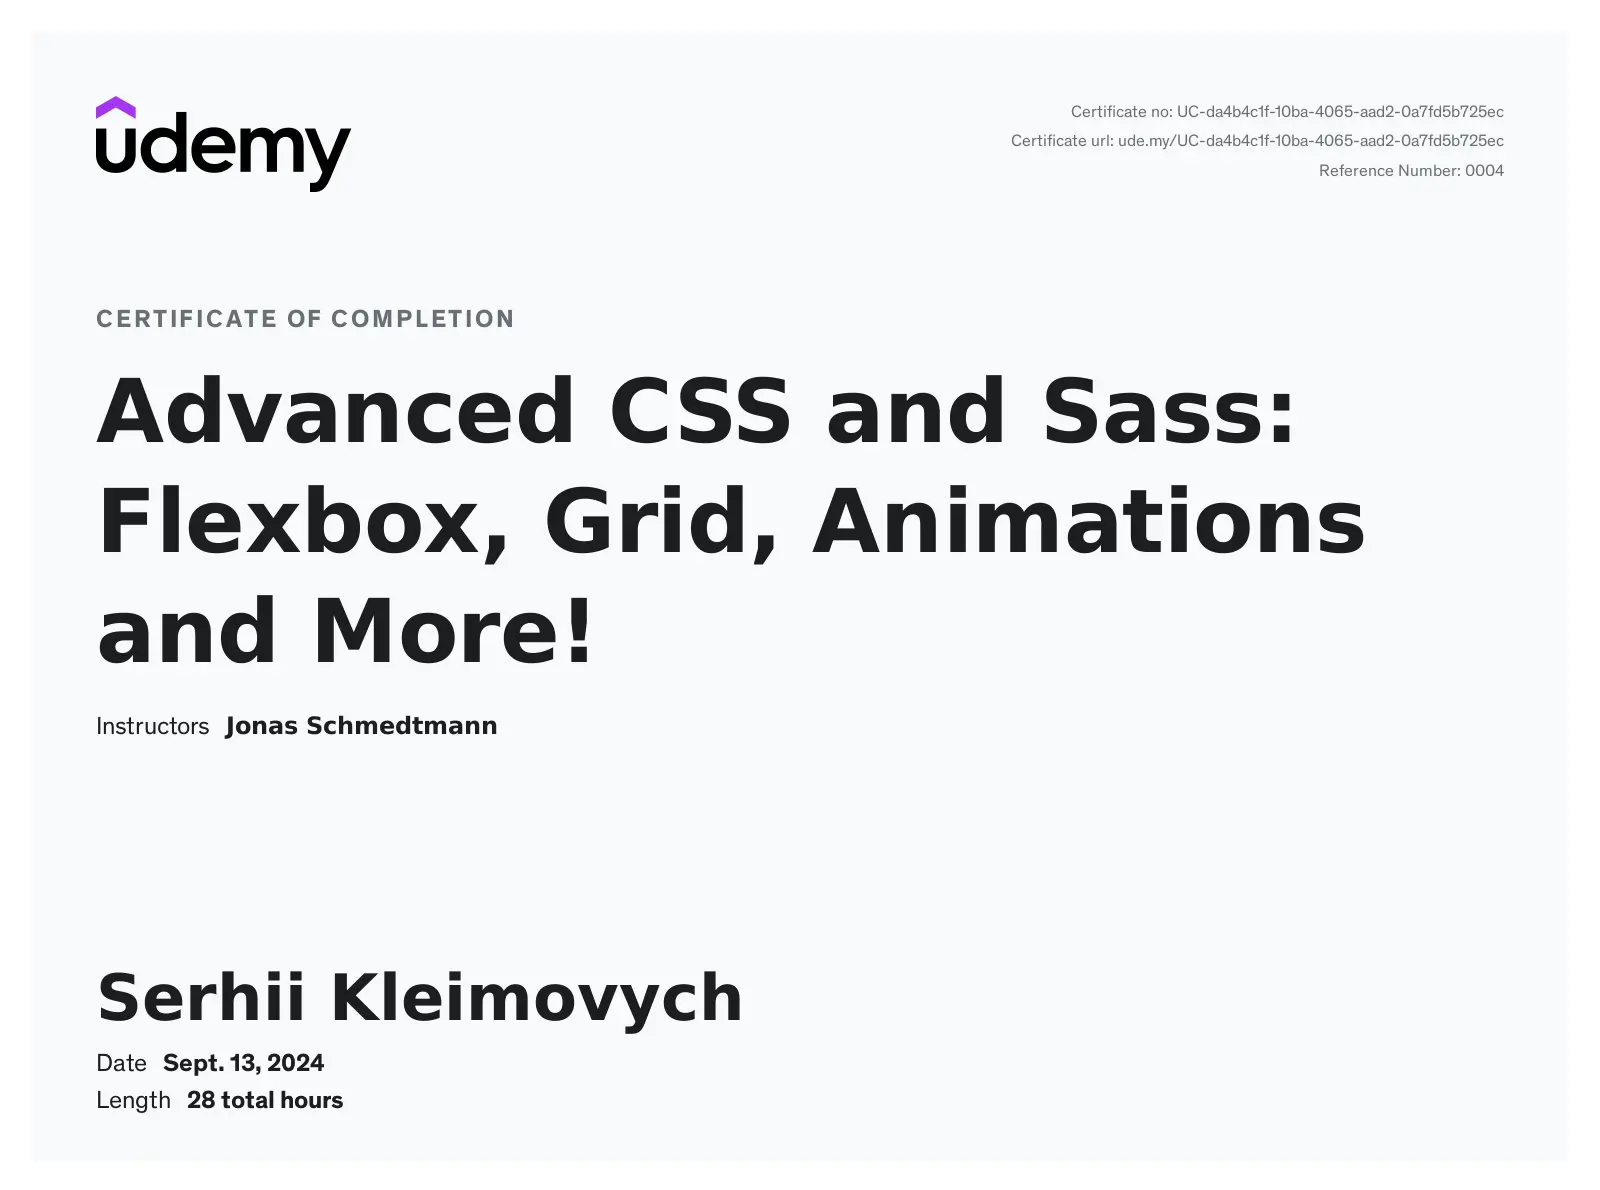 udemy
Certificate no: UC-da4b4c1f-10ba-4065-aad2-0a7fd5b725ec
Certificate url: ude.my/UC-da4b4c1f-10ba-4065-aad2-0a7fd5b725ec
Reference Number: 0004
CERTIFICATE OF COMPLETION
Advanced CSS and Sass:
Flexbox, Grid, Animations
and More!
Instructors Jonas Schmedtmann
Serhii Kleimovych
Date Sept. 13, 2024
Length 28 total hours